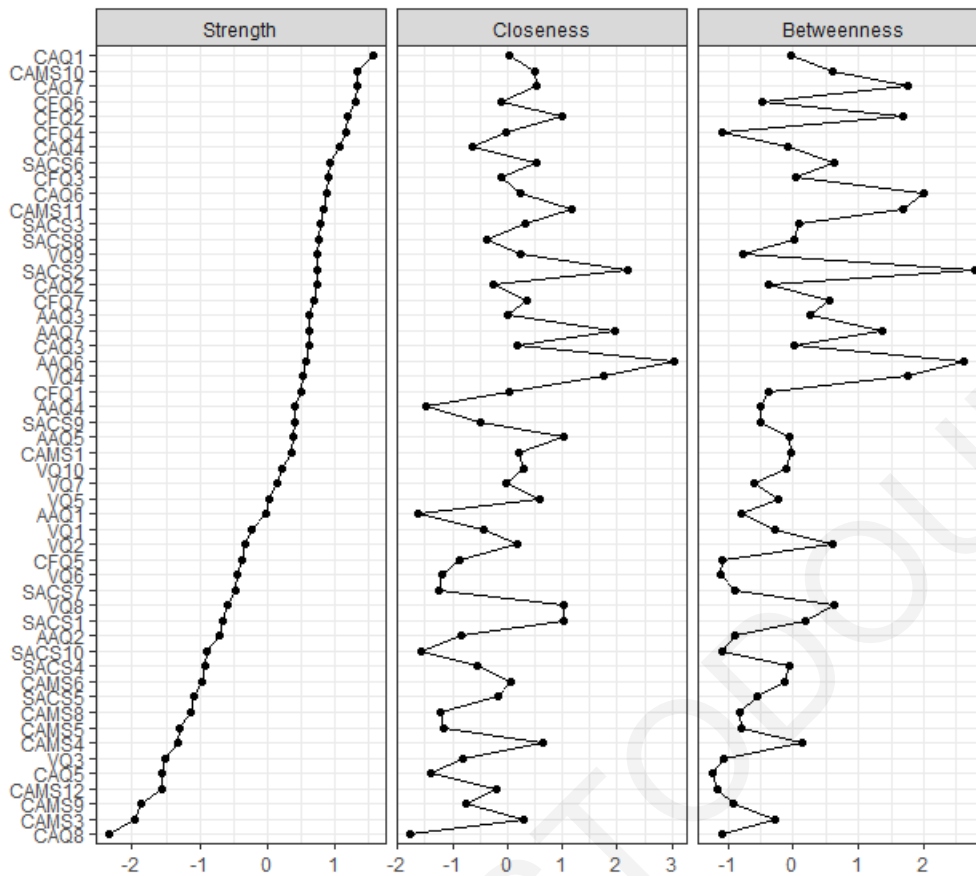 Strength Closeness Betweenness
CAQ1
CAMS10
CAQ7
CFQ6
CFQ2
CFQ4
CAQ4
SACS6
CFQ3
CAQ6
CAMS11
SACS3
SACS8
VQ9
SACS2
CAQ2
CFQ7
AAQ3
AAQ7
CAQ3
AAQ6
VQ4
CFQ1
AAQ4
SACS9
AAQ5
CAMS1
VQ10
VQ7
VQ5
AAQ1
VQ1
VQ2
CFQ5
VQ6
SACS7
VQ8
SACS1
AAQ2
SACS10
SACS4
CAMS6
SACS5
CAMS8
CAMS5
CAMS4
VQ3
CAQ5
CAMS12
CAMS9
CAMS3
CAQ8
-2 -1 0 1 -2 -1 0 1 2 3 -1 0 1 2